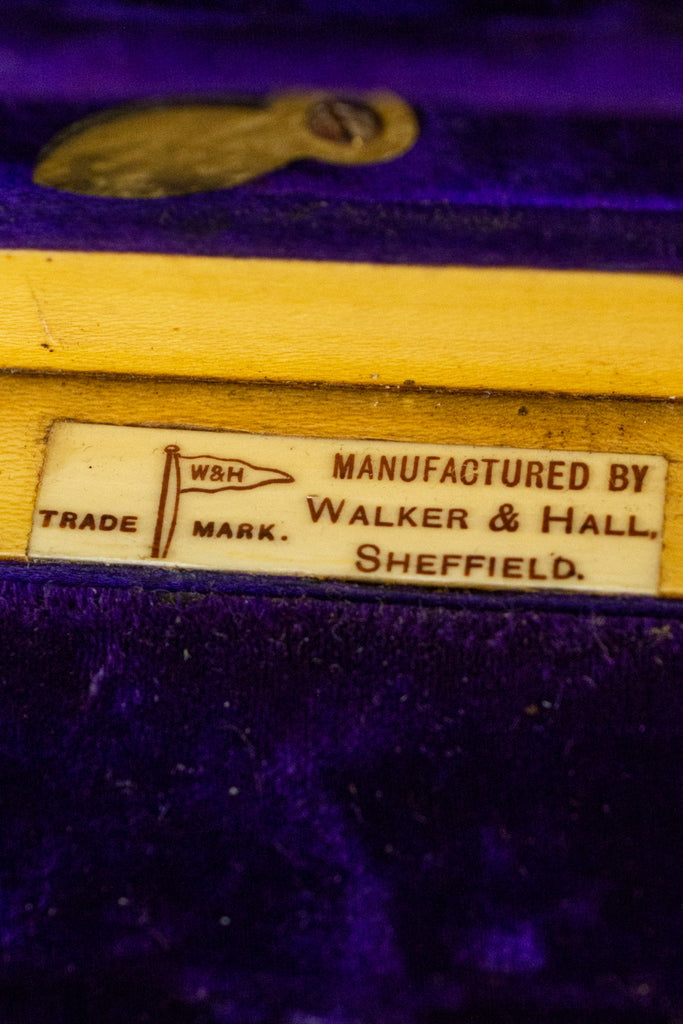 W&H
TRADE MARK.
MANUFACTURED BY
WALKER & HALL,
SHEFFIELD.